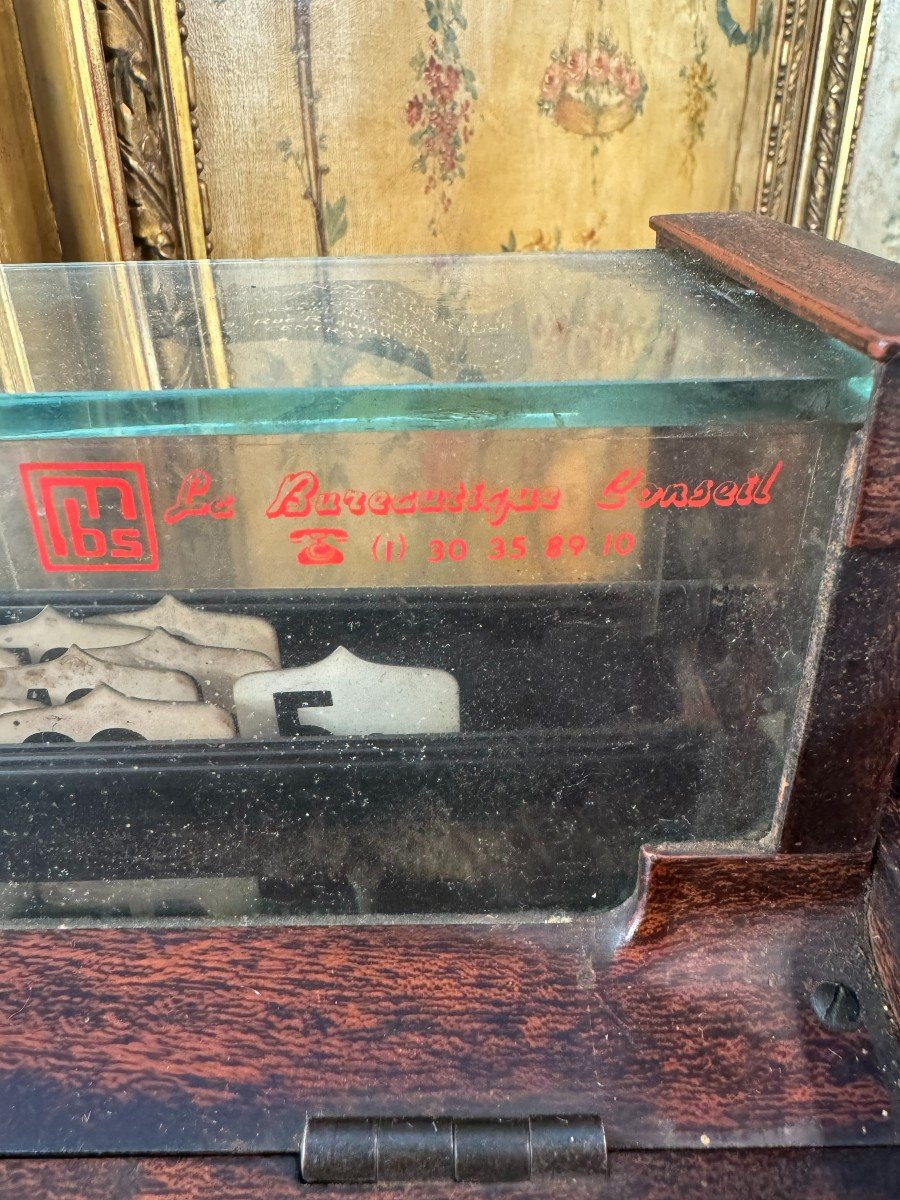 mbs
La Bureautique Conseil
(1) 30 35 89 10
5